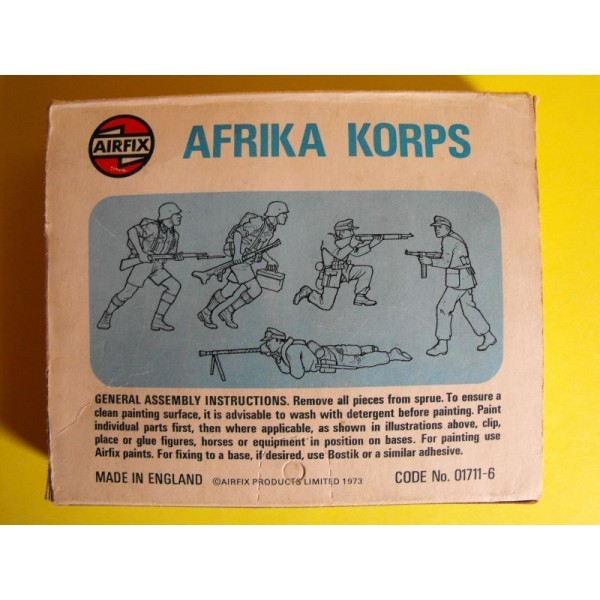 AIRFIX
AFRIKA KORPS
GENERAL ASSEMBLY INSTRUCTIONS. Remove all pieces from sprue. To ensure a
clean painting surface, it is advisable to wash with detergent before painting. Paint
individual parts first, then where applicable, as shown in illustrations above, clip,
place or glue figures, horses or equipment in position on bases. For painting use
Airfix paints. For fixing to a base, if desired, use Bostik or a similar adhesive.
MADE IN ENGLAND ©AIRFIX PRODUCTS LIMITED 1973 CODE No. 01711-6